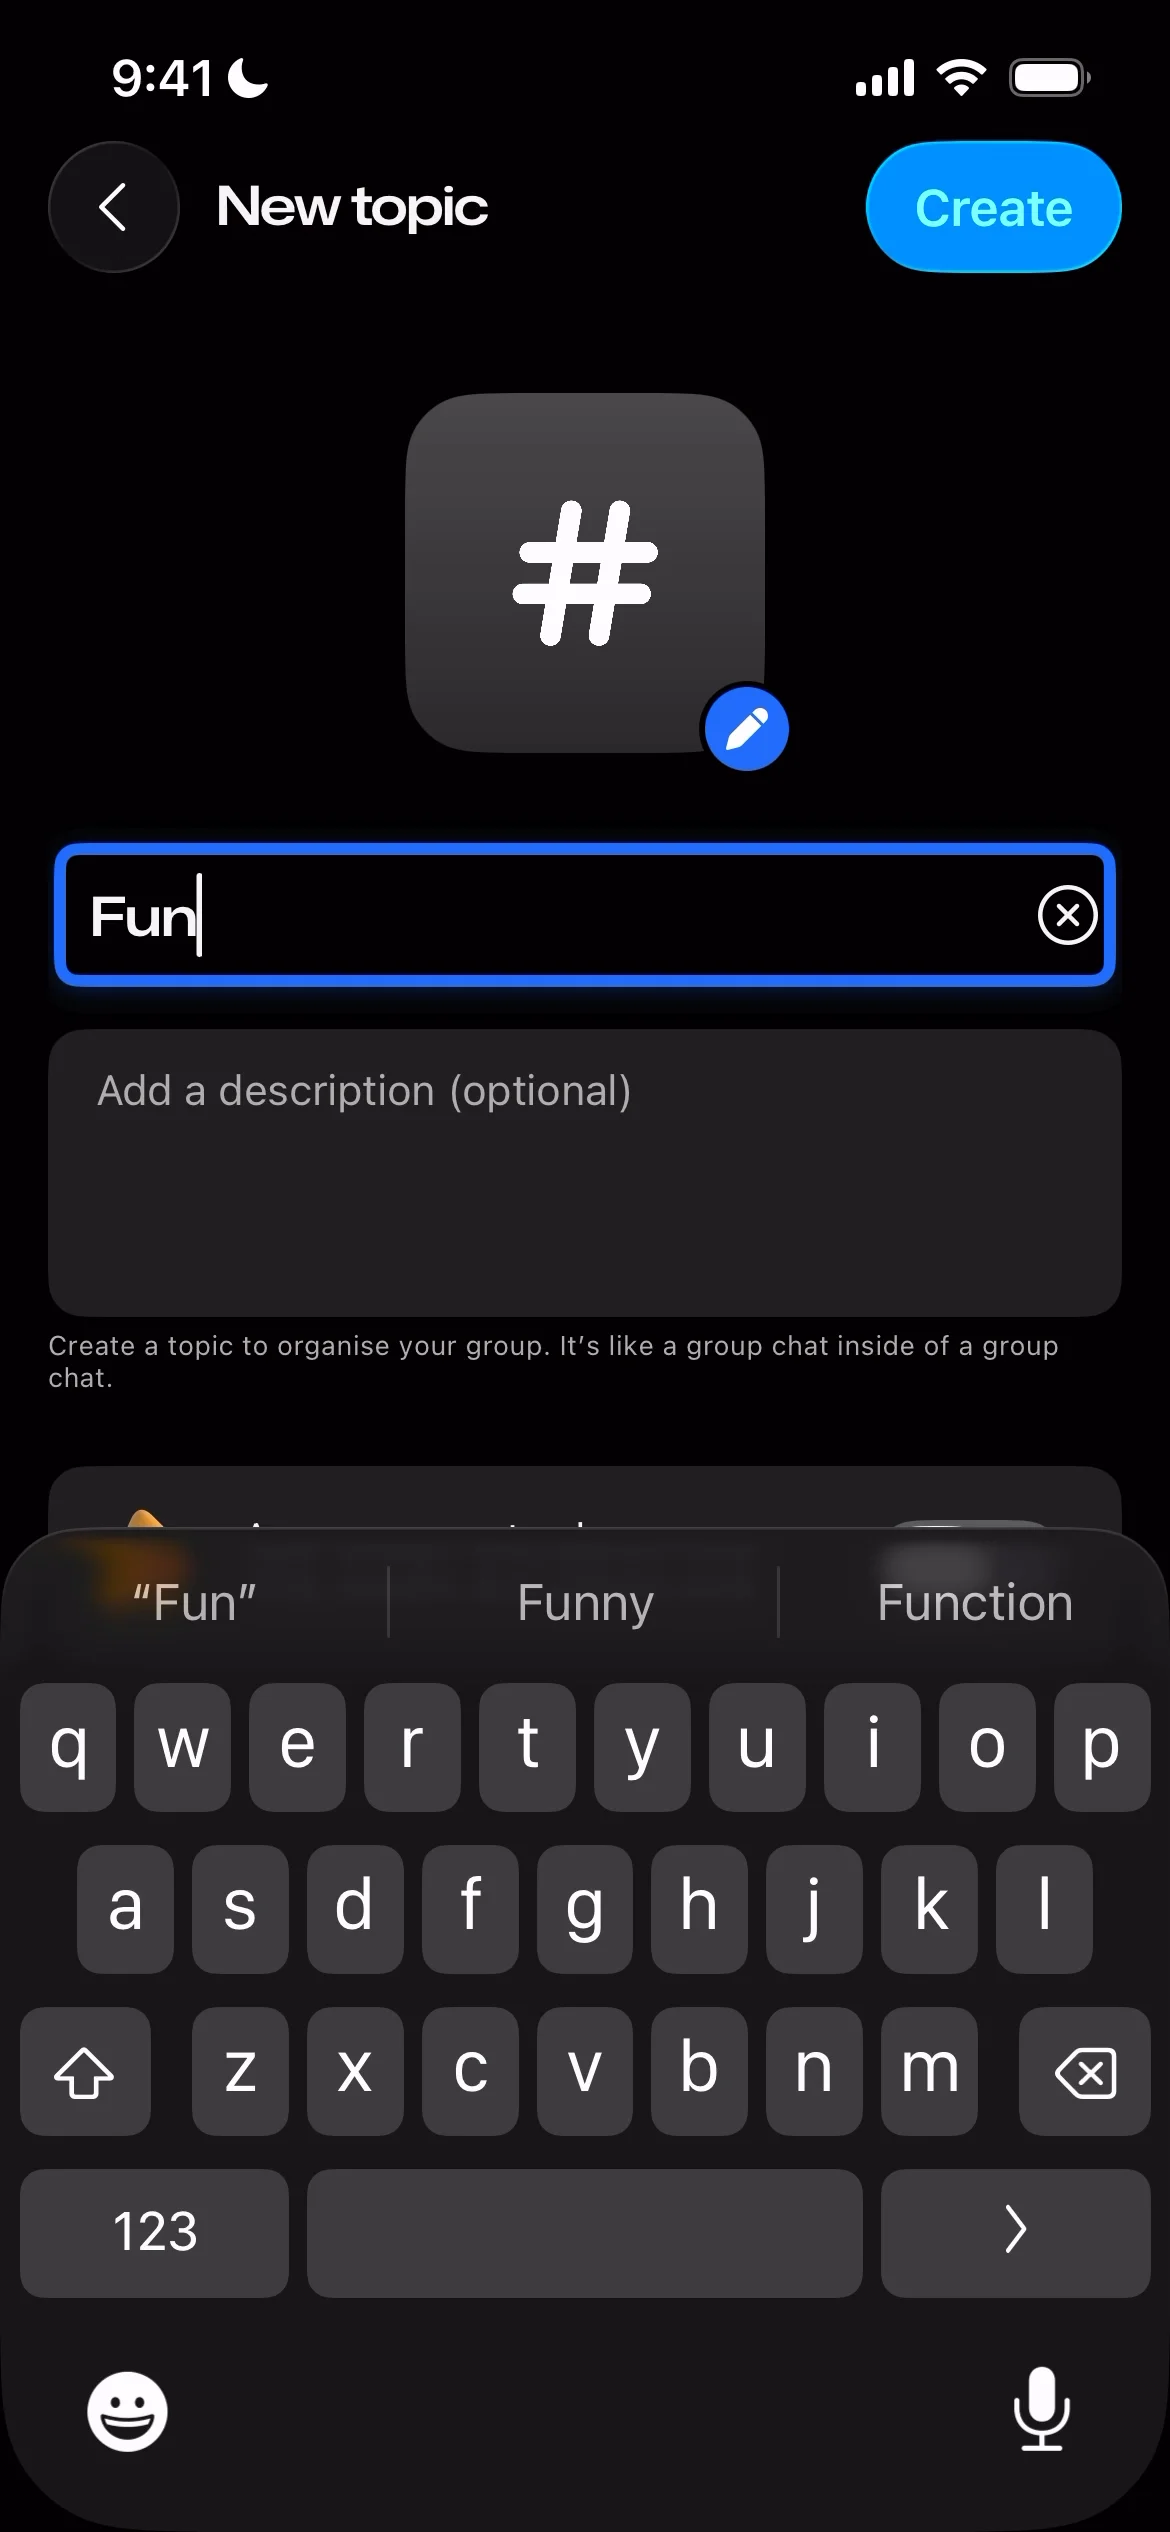 9:41
New topic
Create
#
Fun
Add a description (optional)
Create a topic to organise your group. It’s like a group chat inside of a group
chat.
“Fun” Funny Function
q w e r t y u i o p
a s d f g h j k l
z x c v b n m
123